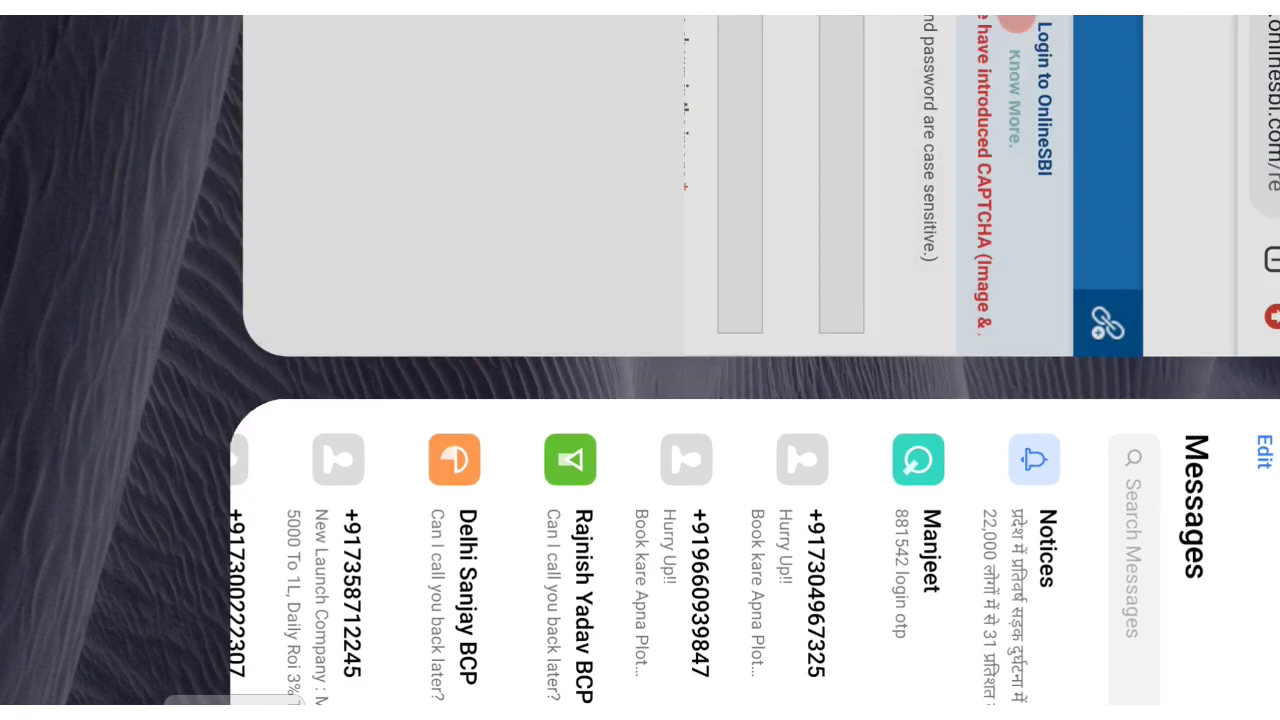 .onlinesbi.com/re
Login to OnlineSBI
Know More.
e have introduced CAPTCHA (Image &
nd password are case sensitive.)
Edit
Messages
Search Messages
Notices
प्रदेश में प्रतिवर्ष सड़क दुर्घटना में
22,000 लोगों में से 31 प्रतिशत
Manjeet
881542 login otp
+917304967325
Hurry Up!!
Book kare Apna Plot...
+919660939847
Hurry Up!!
Book kare Apna Plot...
Rajnish Yadav BCP
Can I call you back later?
Delhi Sanjay BCP
Can I call you back later?
+917358712245
New Launch Company : M
5000 To 1L, Daily Roi 3%
+917300222307